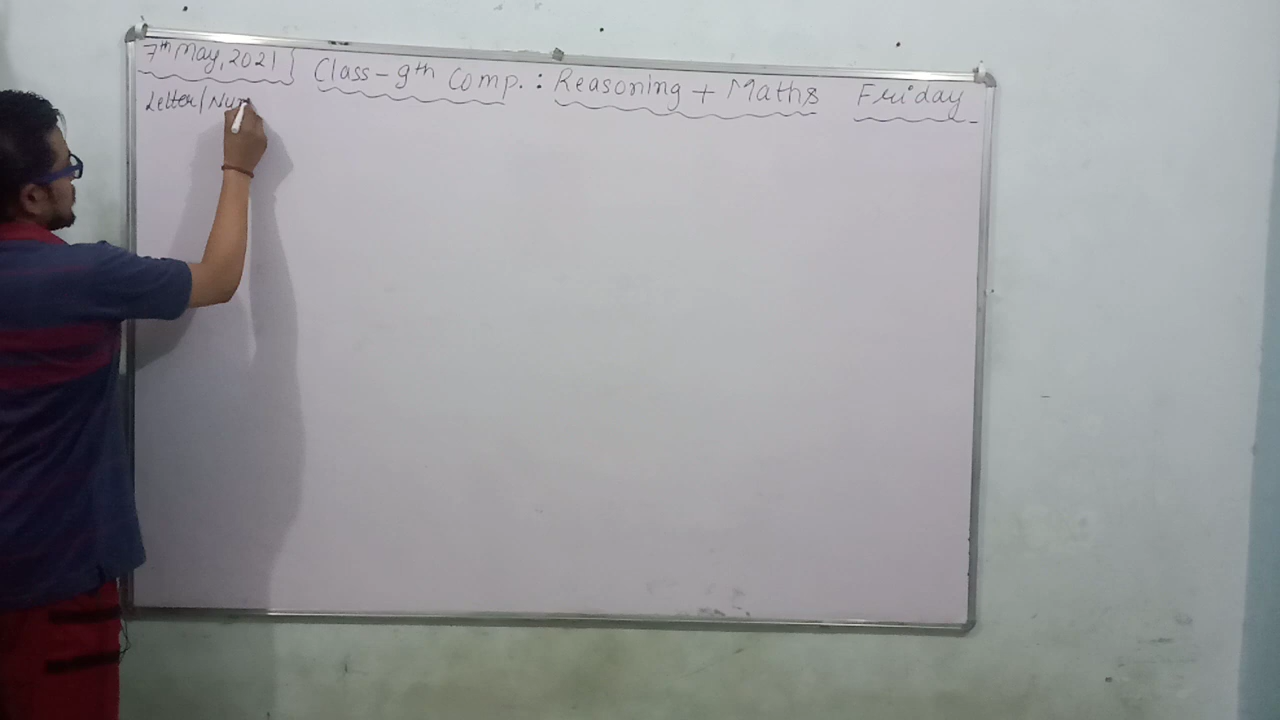 7th May, 2021 } Class - 9th Comp. : Reasoning + Maths Friday
Letter/Num